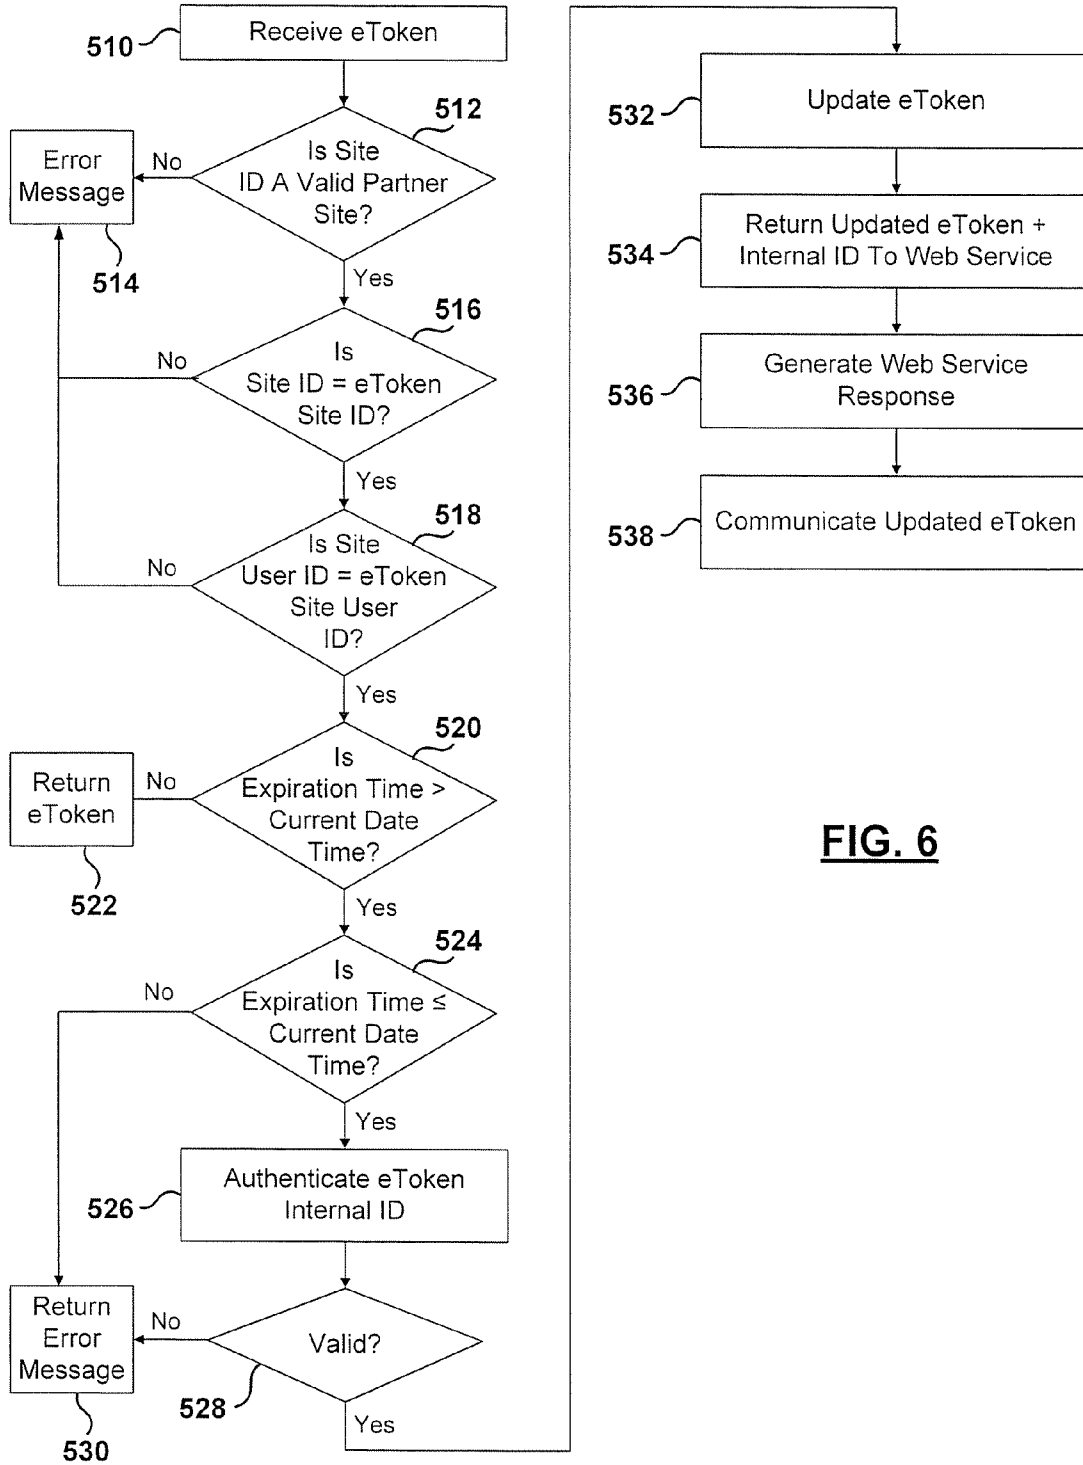 510
Receive eToken
512
Is Site
ID A Valid Partner
Site?
No
Error
Message
514
Yes
516
Is
Site ID = eToken
Site ID?
No
Yes
518
Is Site
User ID = eToken
Site User
ID?
No
Yes
520
Is
Expiration Time >
Current Date
Time?
No
Return
eToken
522
Yes
524
Is
Expiration Time ≤
Current Date
Time?
No
Yes
526
Authenticate eToken
Internal ID
Valid?
528
No
Return
Error
Message
530
Yes
532
Update eToken
534
Return Updated eToken +
Internal ID To Web Service
536
Generate Web Service
Response
538
Communicate Updated eToken
FIG. 6